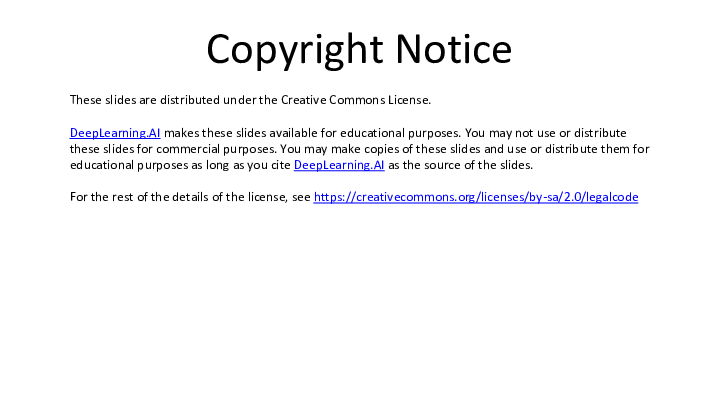 Copyright Notice
These slides are distributed under the Creative Commons License.
DeepLearning.AI makes these slides available for educational purposes. You may not use or distribute
these slides for commercial purposes. You may make copies of these slides and use or distribute them for
educational purposes as long as you cite DeepLearning.AI as the source of the slides.
For the rest of the details of the license, see https://creativecommons.org/licenses/by-sa/2.0/legalcode